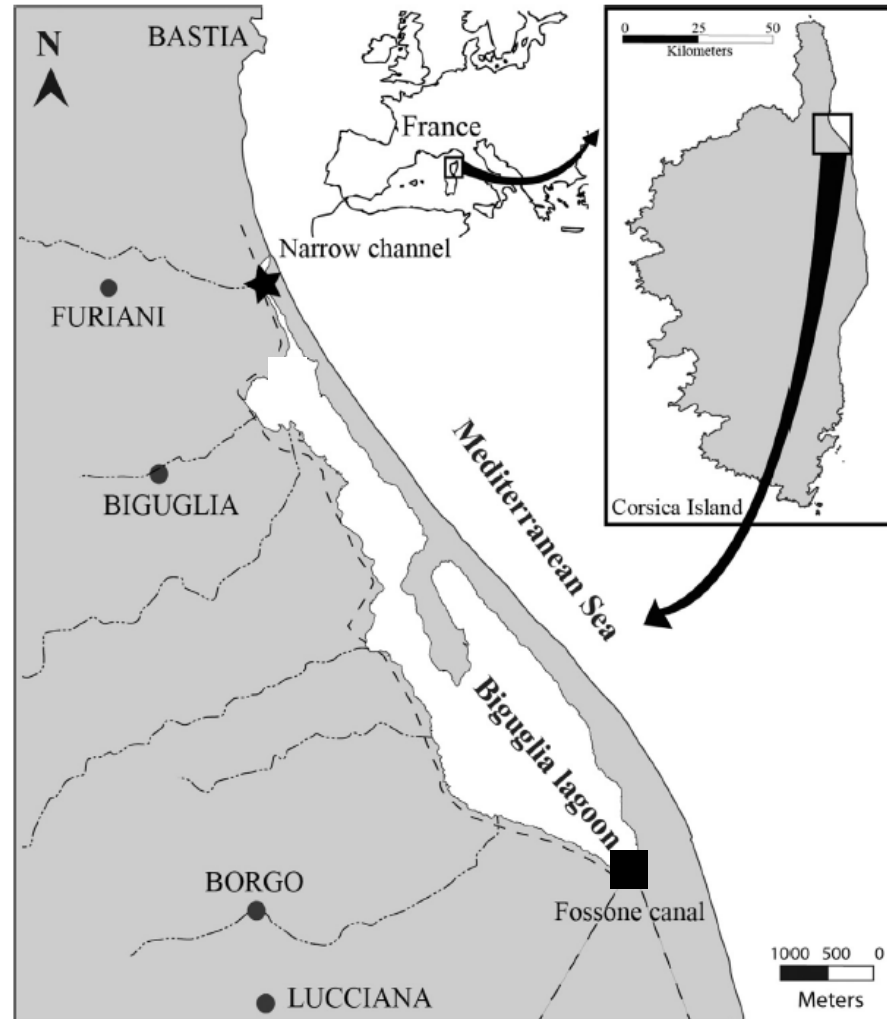 N
BASTIA
France
Narrow channel
FURIANI
BIGUGLIA
Mediterranean Sea
Biguglia lagoon
BORGO
Fossone canal
LUCCIANA
1000 500 0
Meters
0 25 50
Kilometers
Corsica Island